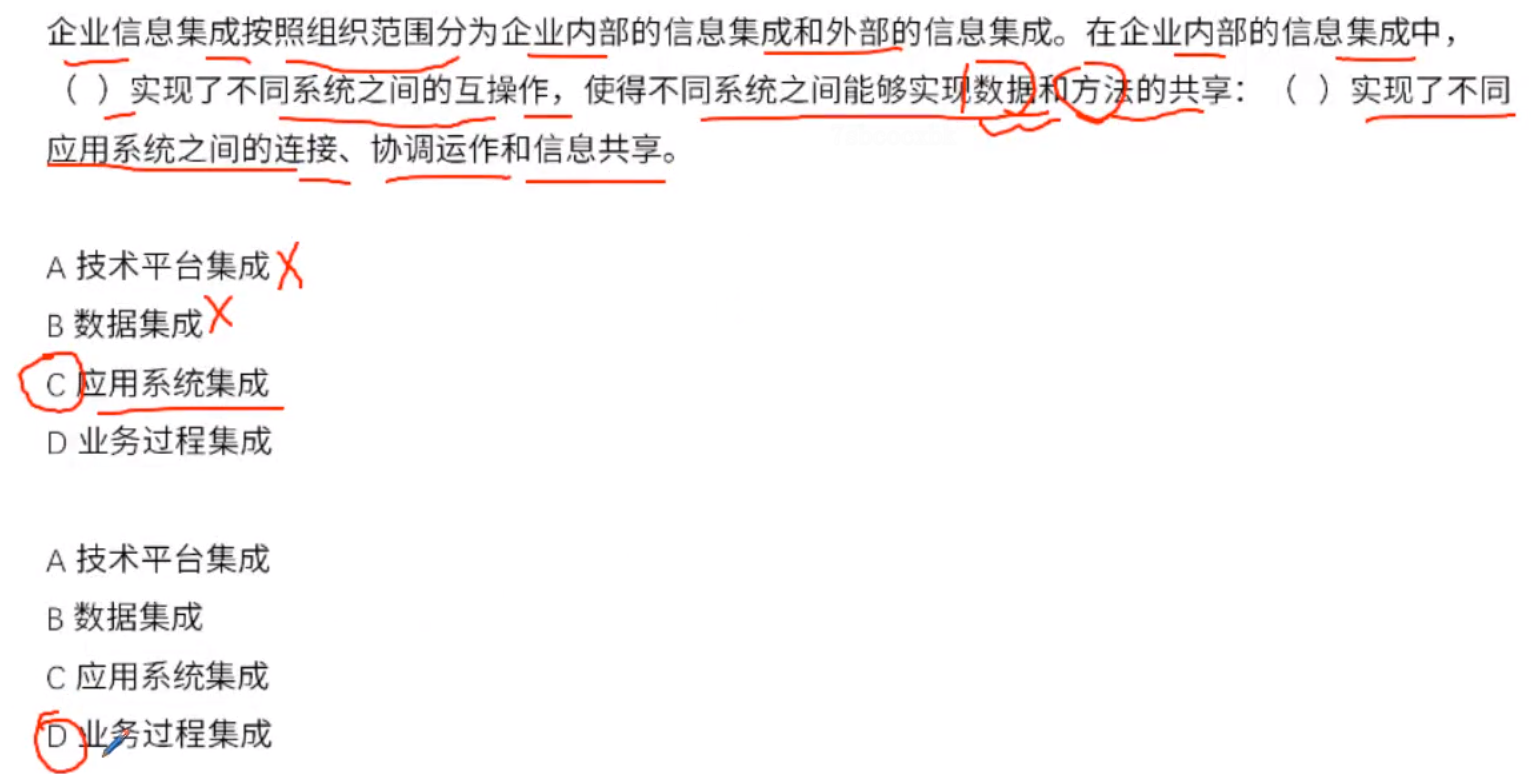 企业信息集成按照组织范围分为企业内部的信息集成和外部的信息集成。在企业内部的信息集成中，
（ ）实现了不同系统之间的互操作，使得不同系统之间能够实现数据和方法的共享：（ ）实现了不同
应用系统之间的连接、协调运作和信息共享。
A 技术平台集成
B 数据集成
C 应用系统集成
D 业务过程集成
A 技术平台集成
B 数据集成
C 应用系统集成
D 业务过程集成